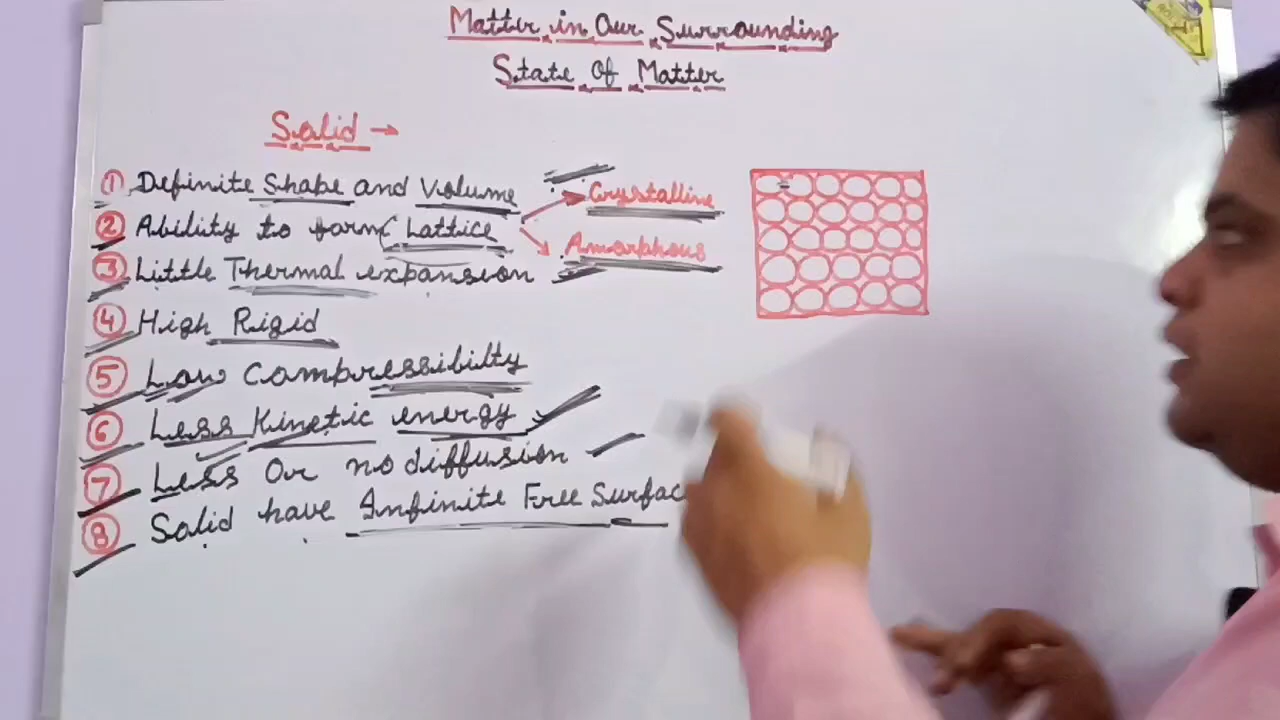 Matter in Our Surrounding
State Of Matter
Solid →
① Definite Shape and Volume
② Ability to form Lattice
Crystalline
Amorphous
③ Little Thermal expansion
④ High Rigid
⑤ Low Compressibilty
⑥ Less Kinetic energy
⑦ Less Or no diffusion
⑧ Solid have Infinite Free Surfac